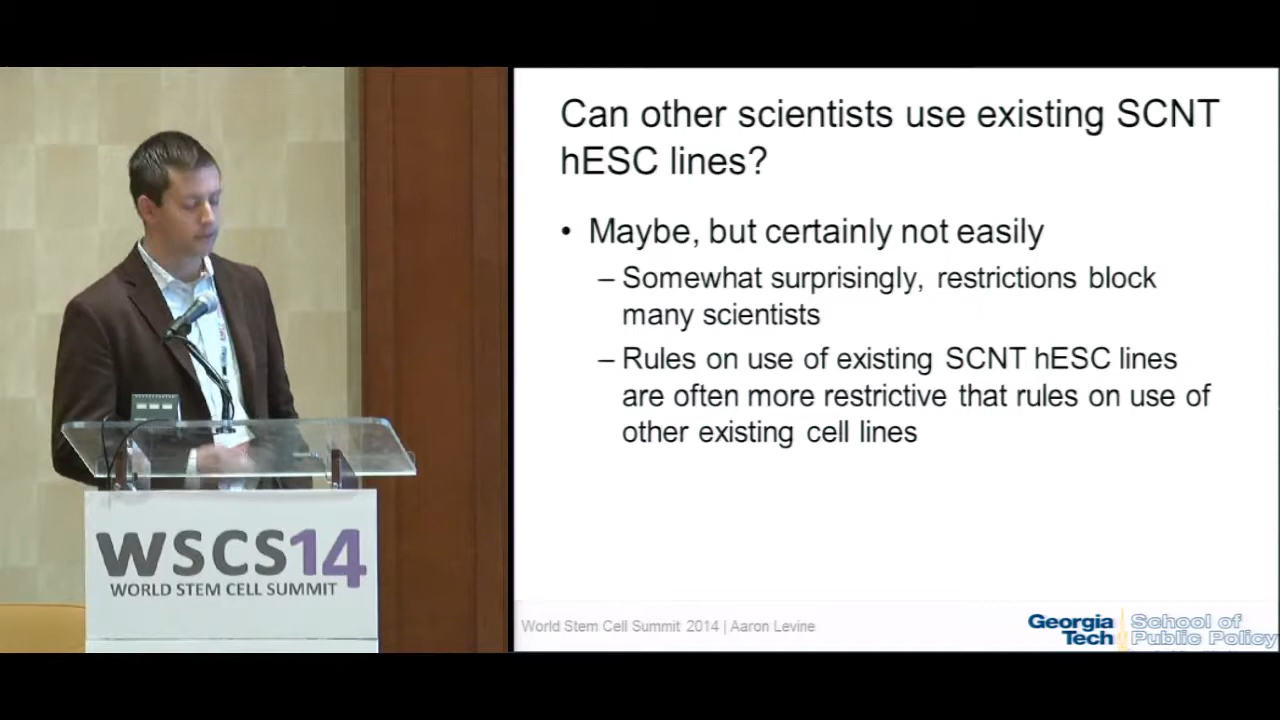 Can other scientists use existing SCNT
hESC lines?
• Maybe, but certainly not easily
– Somewhat surprisingly, restrictions block
many scientists
– Rules on use of existing SCNT hESC lines
are often more restrictive that rules on use of
other existing cell lines
World Stem Cell Summit 2014 | Aaron Levine
Georgia
Tech
School of
Public Policy
WSCS14
WORLD STEM CELL SUMMIT